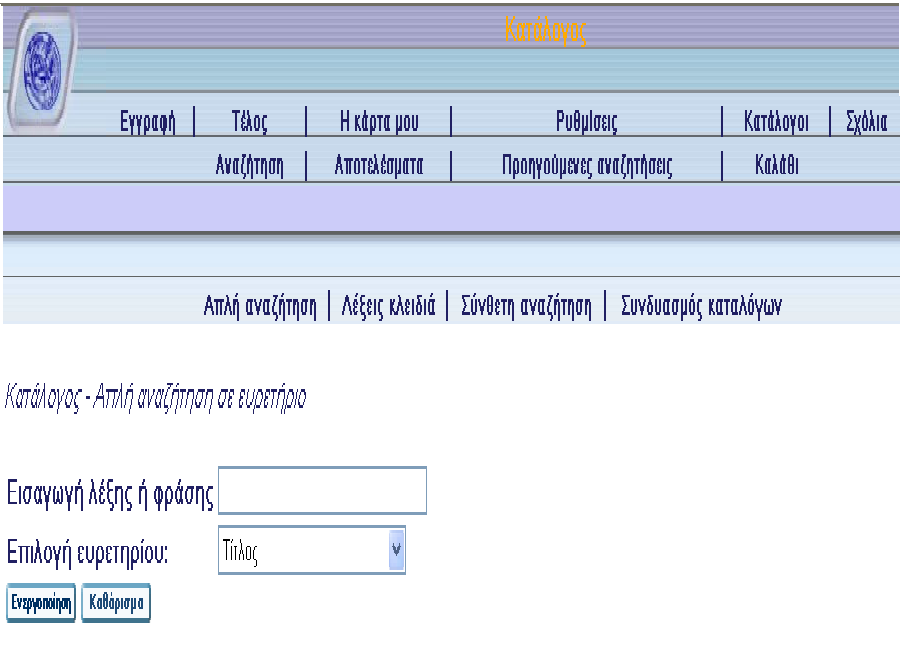 Κατάλογος
Εγγραφή | Τέλος | Η κάρτα μου | Ρυθμίσεις | Κατάλογοι | Σχόλια
Αναζήτηση | Αποτελέσματα | Προηγούμενες αναζητήσεις | Καλάθι
Απλή αναζήτηση | Λέξεις κλειδιά | Σύνθετη αναζήτηση | Συνδυασμός καταλόγων
Κατάλογος - Απλή αναζήτηση σε ευρετήριο
Εισαγωγή λέξης ή φράσης
Επιλογή ευρετηρίου: Τίτλος
Ενεργοποίηση Καθάρισμα